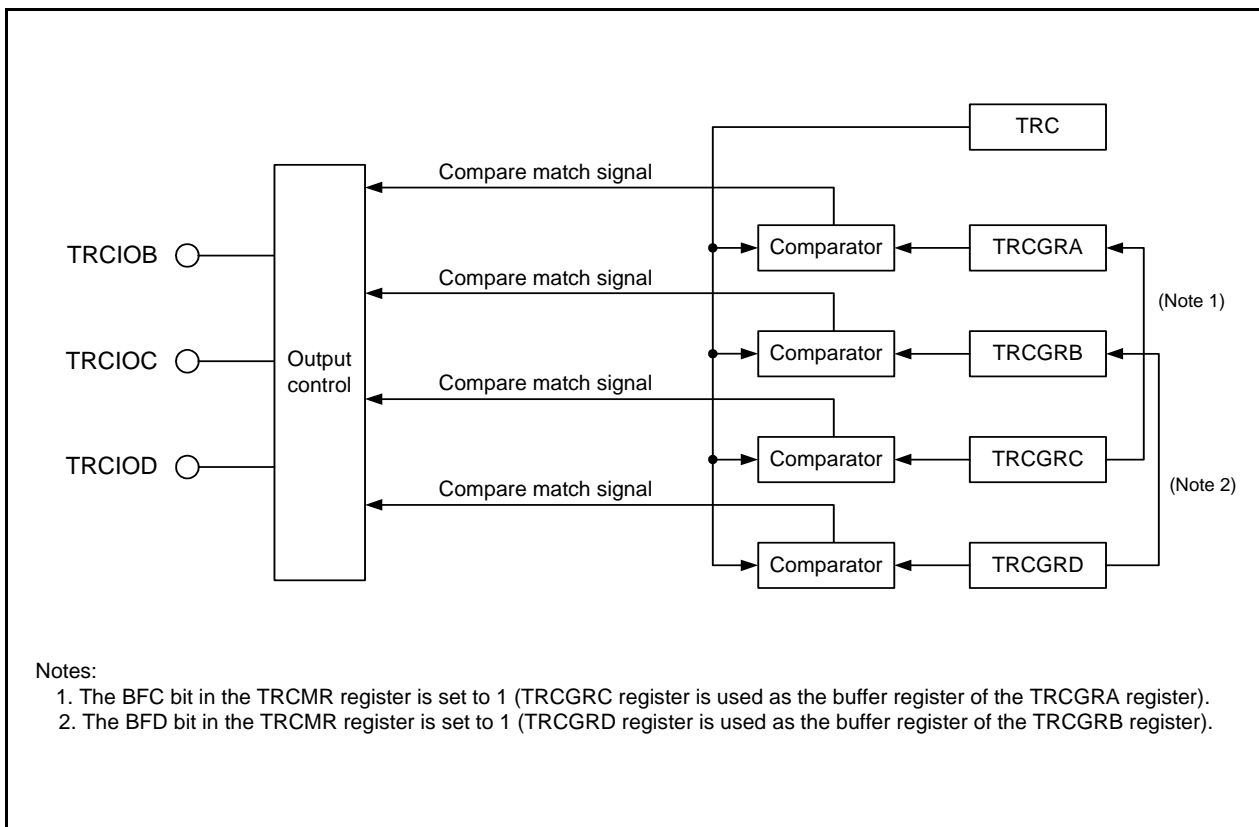 TRC
Compare match signal
Comparator
TRCGRA
TRCIOB
Compare match signal
(Note 1)
Comparator
TRCGRB
TRCIOC
Output
control
Compare match signal
Comparator
TRCGRC
TRCIOD
Compare match signal
(Note 2)
Comparator
TRCGRD
Notes:
1. The BFC bit in the TRCMR register is set to 1 (TRCGRC register is used as the buffer register of the TRCGRA register).
2. The BFD bit in the TRCMR register is set to 1 (TRCGRD register is used as the buffer register of the TRCGRB register).